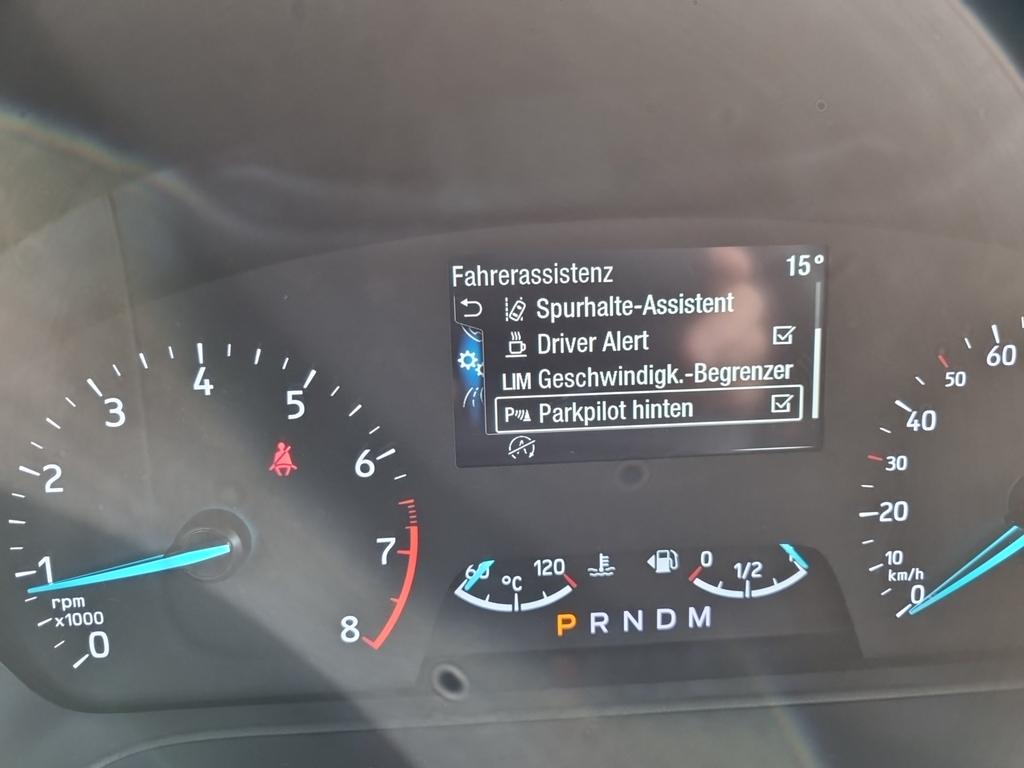 Fahrerassistenz 15°
Spurhalte-Assistent
Driver Alert
LIM Geschwindigk.-Begrenzer
P Parkpilot hinten
A
0
1
2
3
4
5
6
7
8
rpm
x1000
60 °C 120
0 1/2
P R N D M
0
10
20
30
40
50
60
km/h